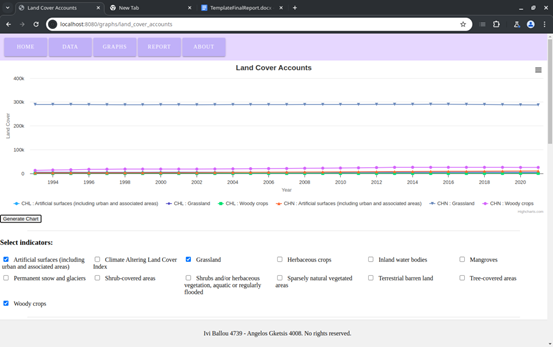 Land Cover Accounts
New Tab
TemplateFinalReport.docx
localhost:8080/graphs/land_cover_accounts
HOME DATA GRAPHS REPORT ABOUT
Land Cover Accounts
400k
300k
200k
100k
0
Land Cover
1994 1996 1998 2000 2002 2004 2006 2008 2010 2012 2014 2016 2018 2020
Year
CHL : Artificial surfaces (including urban and associated areas) CHL : Grassland CHL : Woody crops CHN : Artificial surfaces (including urban and associated areas) CHN : Grassland CHN : Woody crops
Highcharts.com
Generate Chart
Select indicators:
Artificial surfaces (including urban and associated areas)
Climate Altering Land Cover Index
Grassland
Herbaceous crops
Inland water bodies
Mangroves
Permanent snow and glaciers
Shrub-covered areas
Shrubs and/or herbaceous vegetation, aquatic or regularly flooded
Sparsely natural vegetated areas
Terrestrial barren land
Tree-covered areas
Woody crops
Ivi Ballou 4739 - Angelos Gketsis 4008. No rights reserved.